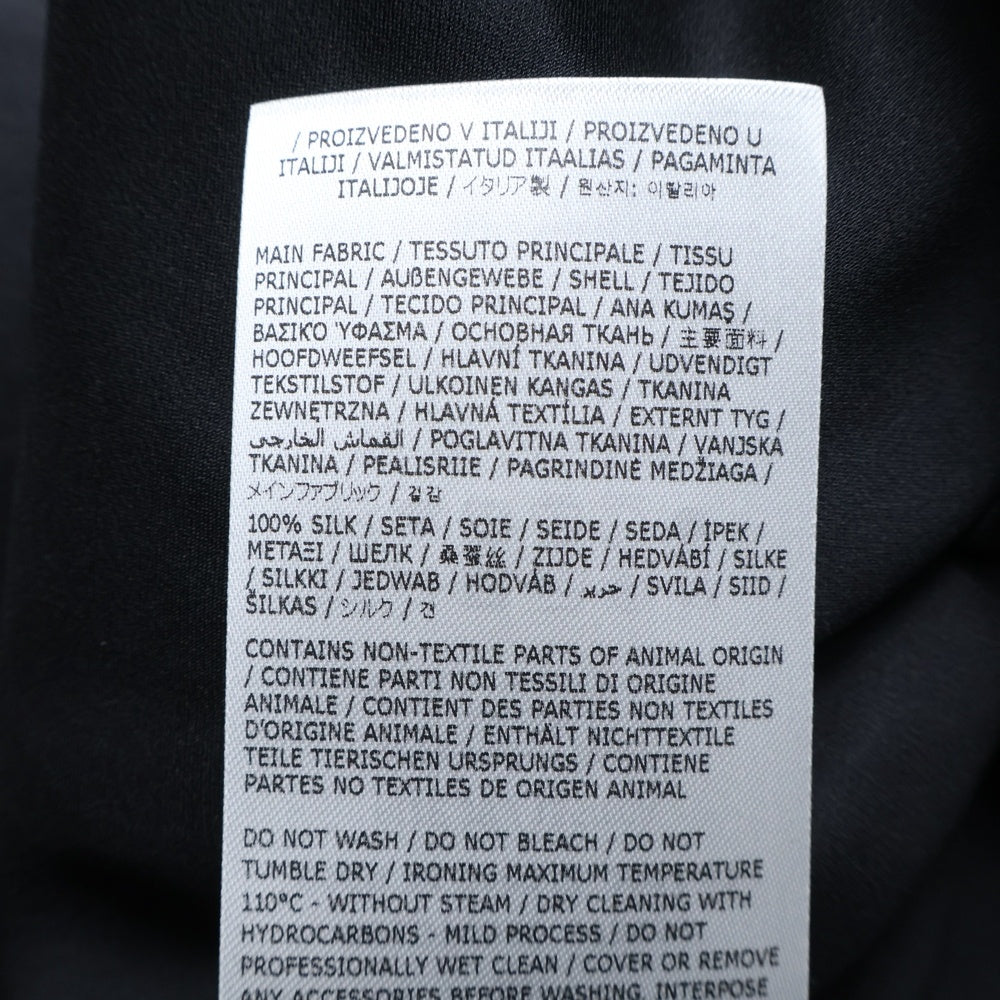 / PROIZVEDENO V ITALIJI / PROIZVEDENO U
ITALIJI / VALMISTATUD ITAALIAS / PAGAMINTA
ITALIJOJE / イタリア製 / 원산지: 이탈리아
MAIN FABRIC / TESSUTO PRINCIPALE / TISSU
PRINCIPAL / AUßENGEWEBE / SHELL / TEJIDO
PRINCIPAL / TECIDO PRINCIPAL / ANA KUMAŞ /
ΒΑΣΙΚΌ ΎΦΑΣΜΑ / ОСНОВНАЯ ТКАНЬ / 主要面料 /
HOOFDWEEFSEL / HLAVNÍ TKANINA / UDVENDIGT
TEKSTILSTOF / ULKOINEN KANGAS / TKANINA
ZEWNĘTRZNA / HLAVNÁ TEXTÍLIA / EXTERNT TYG /
القماش الخارجى / POGLAVITNA TKANINA / VANJSKA
TKANINA / PEALISRIIE / PAGRINDINĖ MEDŽIAGA /
メインファブリック / 겉감
100% SILK / SETA / SOIE / SEIDE / SEDA / İPEK /
ΜΕΤΑΞΙ / ШЕЛК / 桑蚕丝 / ZIJDE / HEDVÁBÍ / SILKE
/ SILKKI / JEDWAB / HODVÁB / حرير / SVILA / SIID /
ŠILKAS / シルク / 견
CONTAINS NON-TEXTILE PARTS OF ANIMAL ORIGIN
/ CONTIENE PARTI NON TESSILI DI ORIGINE
ANIMALE / CONTIENT DES PARTIES NON TEXTILES
D'ORIGINE ANIMALE / ENTHÄLT NICHTTEXTILE
TEILE TIERISCHEN URSPRUNGS / CONTIENE
PARTES NO TEXTILES DE ORIGEN ANIMAL
DO NOT WASH / DO NOT BLEACH / DO NOT
TUMBLE DRY / IRONING MAXIMUM TEMPERATURE
110°C - WITHOUT STEAM / DRY CLEANING WITH
HYDROCARBONS - MILD PROCESS / DO NOT
PROFESSIONALLY WET CLEAN / COVER OR REMOVE
ANY ACCESSORIES BEFORE WASHING. INTERPOSE